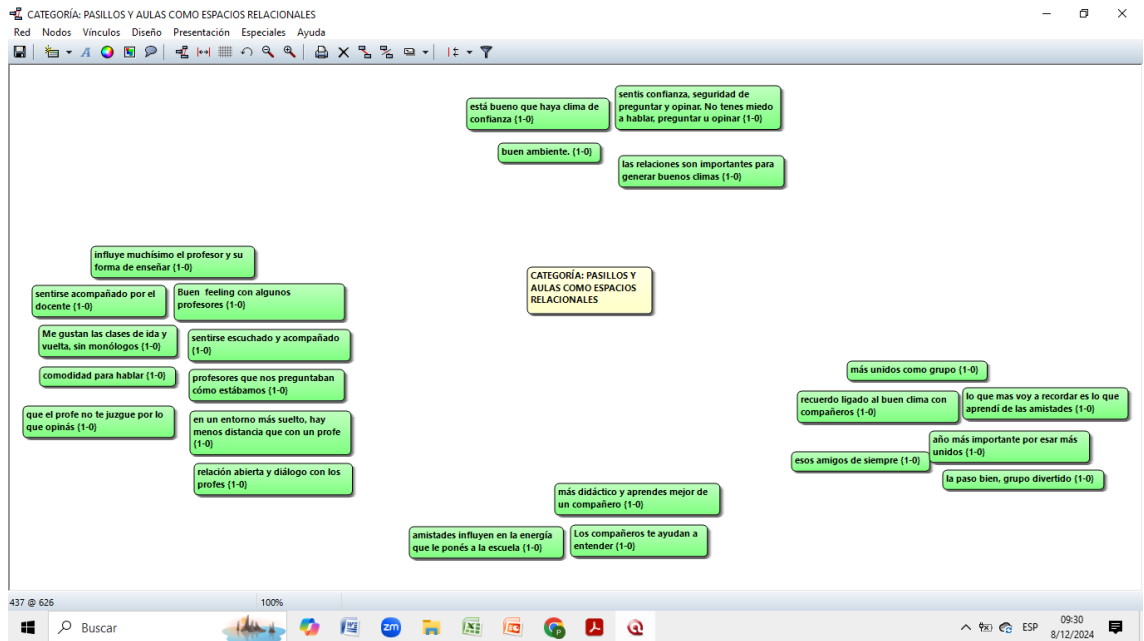 CATEGORÍA: PASILLOS Y AULAS COMO ESPACIOS RELACIONALES
Red Nodos Vínculos Diseño Presentación Especiales Ayuda
está bueno que haya clima de
confianza {1-0}
sentis confianza, seguridad de
preguntar y opinar. No tenes miedo
a hablar, preguntar u opinar {1-0}
buen ambiente. {1-0}
las relaciones son importantes para
generar buenos climas {1-0}
influye muchísimo el profesor y su
forma de enseñar {1-0}
sentirse acompañado por el
docente {1-0}
Buen feeling con algunos
profesores {1-0}
Me gustan las clases de ida y
vuelta, sin monólogos {1-0}
sentirse escuchado y acompañado
{1-0}
comodidad para hablar {1-0}
profesores que nos preguntaban
cómo estábamos {1-0}
que el profe no te juzgue por lo
que opinás {1-0}
en un entorno más suelto, hay
menos distancia que con un profe
{1-0}
relación abierta y diálogo con los
profes {1-0}
CATEGORÍA: PASILLOS Y
AULAS COMO ESPACIOS
RELACIONALES
más unidos como grupo {1-0}
recuerdo ligado al buen clima con
compañeros {1-0}
lo que mas voy a recordar es lo que
aprendí de las amistades {1-0}
año más importante por esar más
unidos {1-0}
esos amigos de siempre {1-0}
la paso bien, grupo divertido {1-0}
más didáctico y aprendes mejor de
un compañero {1-0}
amistades influyen en la energía
que le ponés a la escuela {1-0}
Los compañeros te ayudan a
entender {1-0}
437 @ 626
100%
Buscar
zm
ESP
09:30
8/12/2024